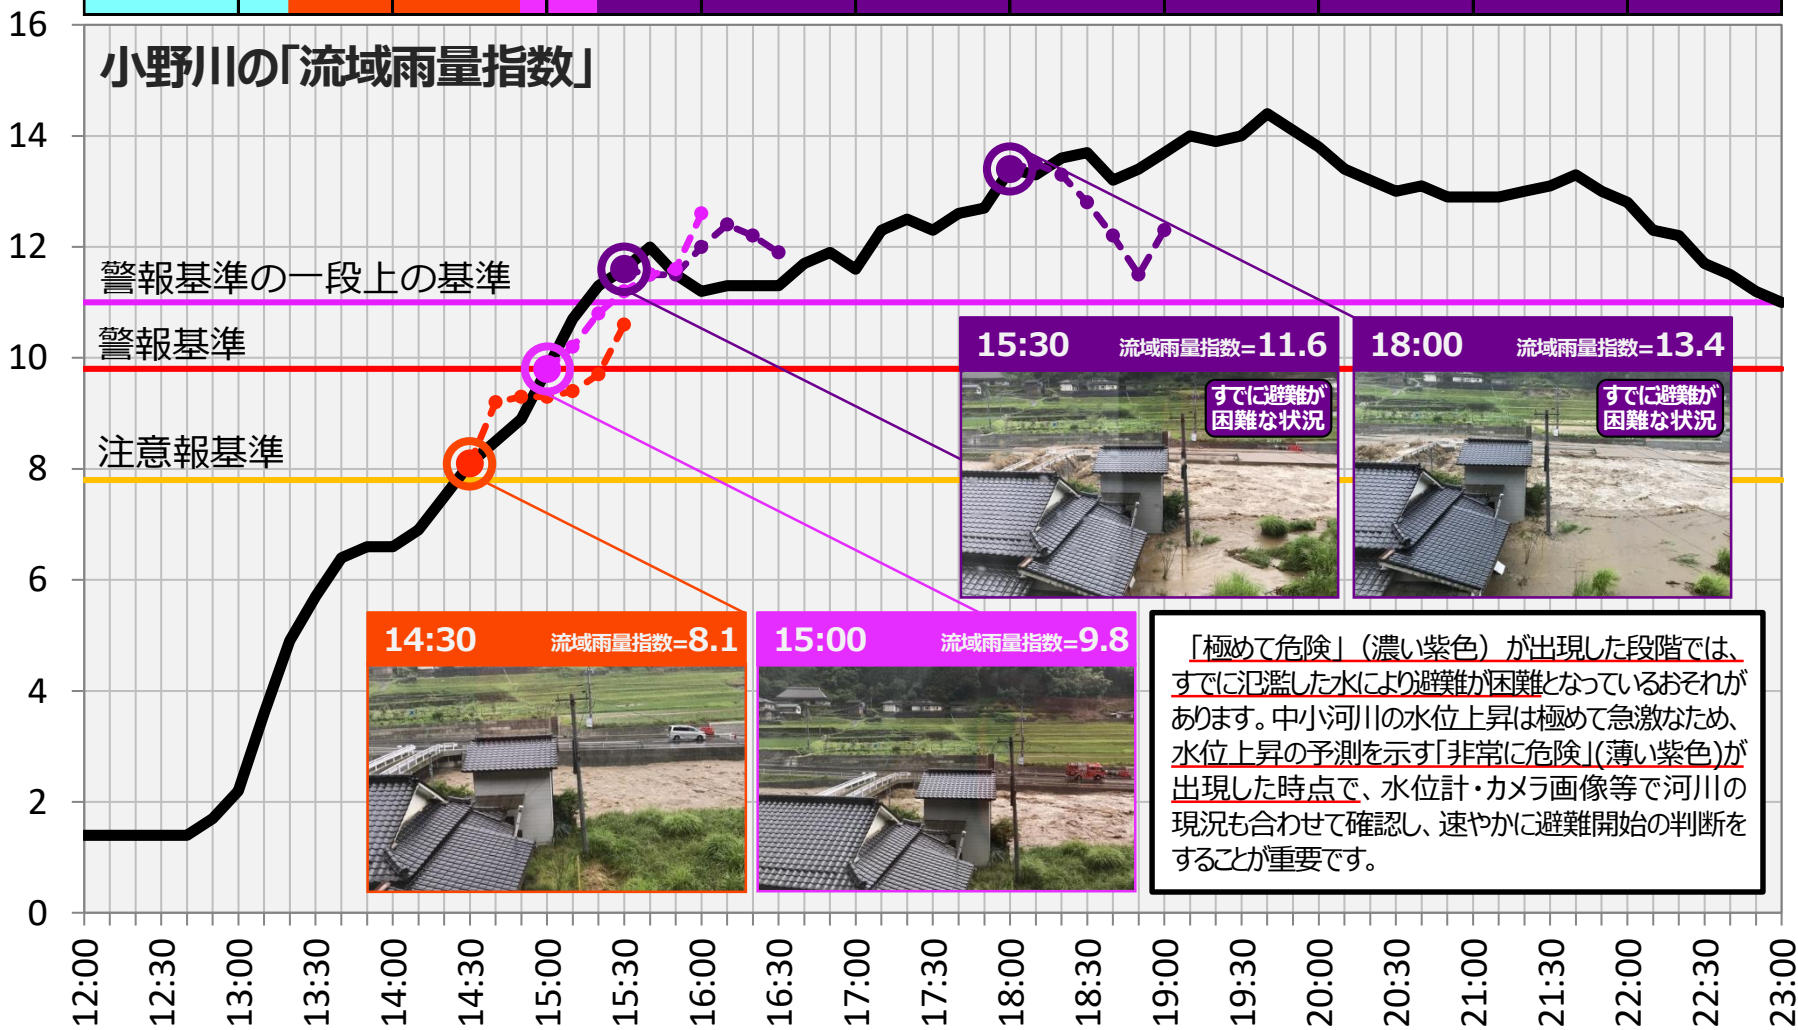 小野川の｢流域雨量指数｣
16
14
12
10
8
6
4
2
0
警報基準の一段上の基準
警報基準
注意報基準
15:30 流域雨量指数=11.6
すでに避難が
困難な状況
18:00 流域雨量指数=13.4
すでに避難が
困難な状況
14:30 流域雨量指数=8.1
15:00 流域雨量指数=9.8
「極めて危険」（濃い紫色）が出現した段階では、
すでに氾濫した水により避難が困難となっているおそれが
あります。中小河川の水位上昇は極めて急激なため、
水位上昇の予測を示す｢非常に危険｣(薄い紫色)が
出現した時点で、水位計・カメラ画像等で河川の
現況も合わせて確認し、速やかに避難開始の判断を
することが重要です。
12:00
12:30
13:00
13:30
14:00
14:30
15:00
15:30
16:00
16:30
17:00
17:30
18:00
18:30
19:00
19:30
20:00
20:30
21:00
21:30
22:00
22:30
23:00